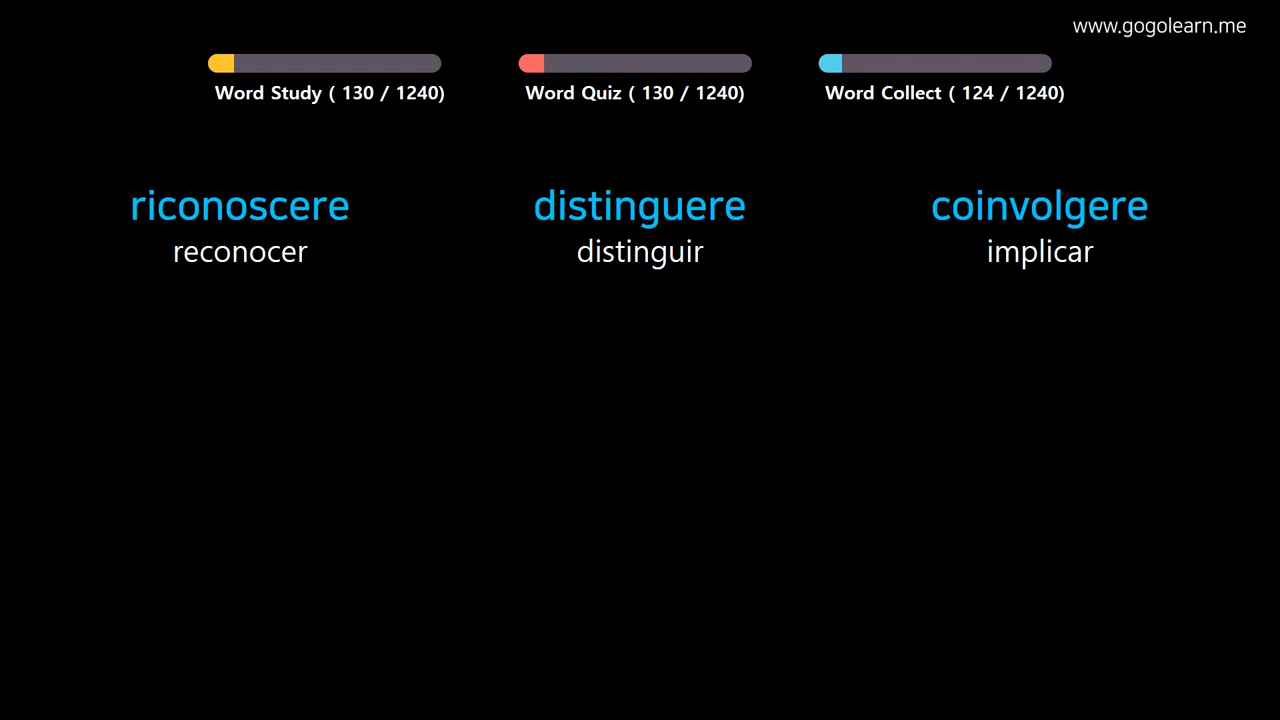 www.gogolearn.me
Word Study ( 130 / 1240)
Word Quiz ( 130 / 1240)
Word Collect ( 124 / 1240)
riconoscere
reconocer
distinguere
distinguir
coinvolgere
implicar